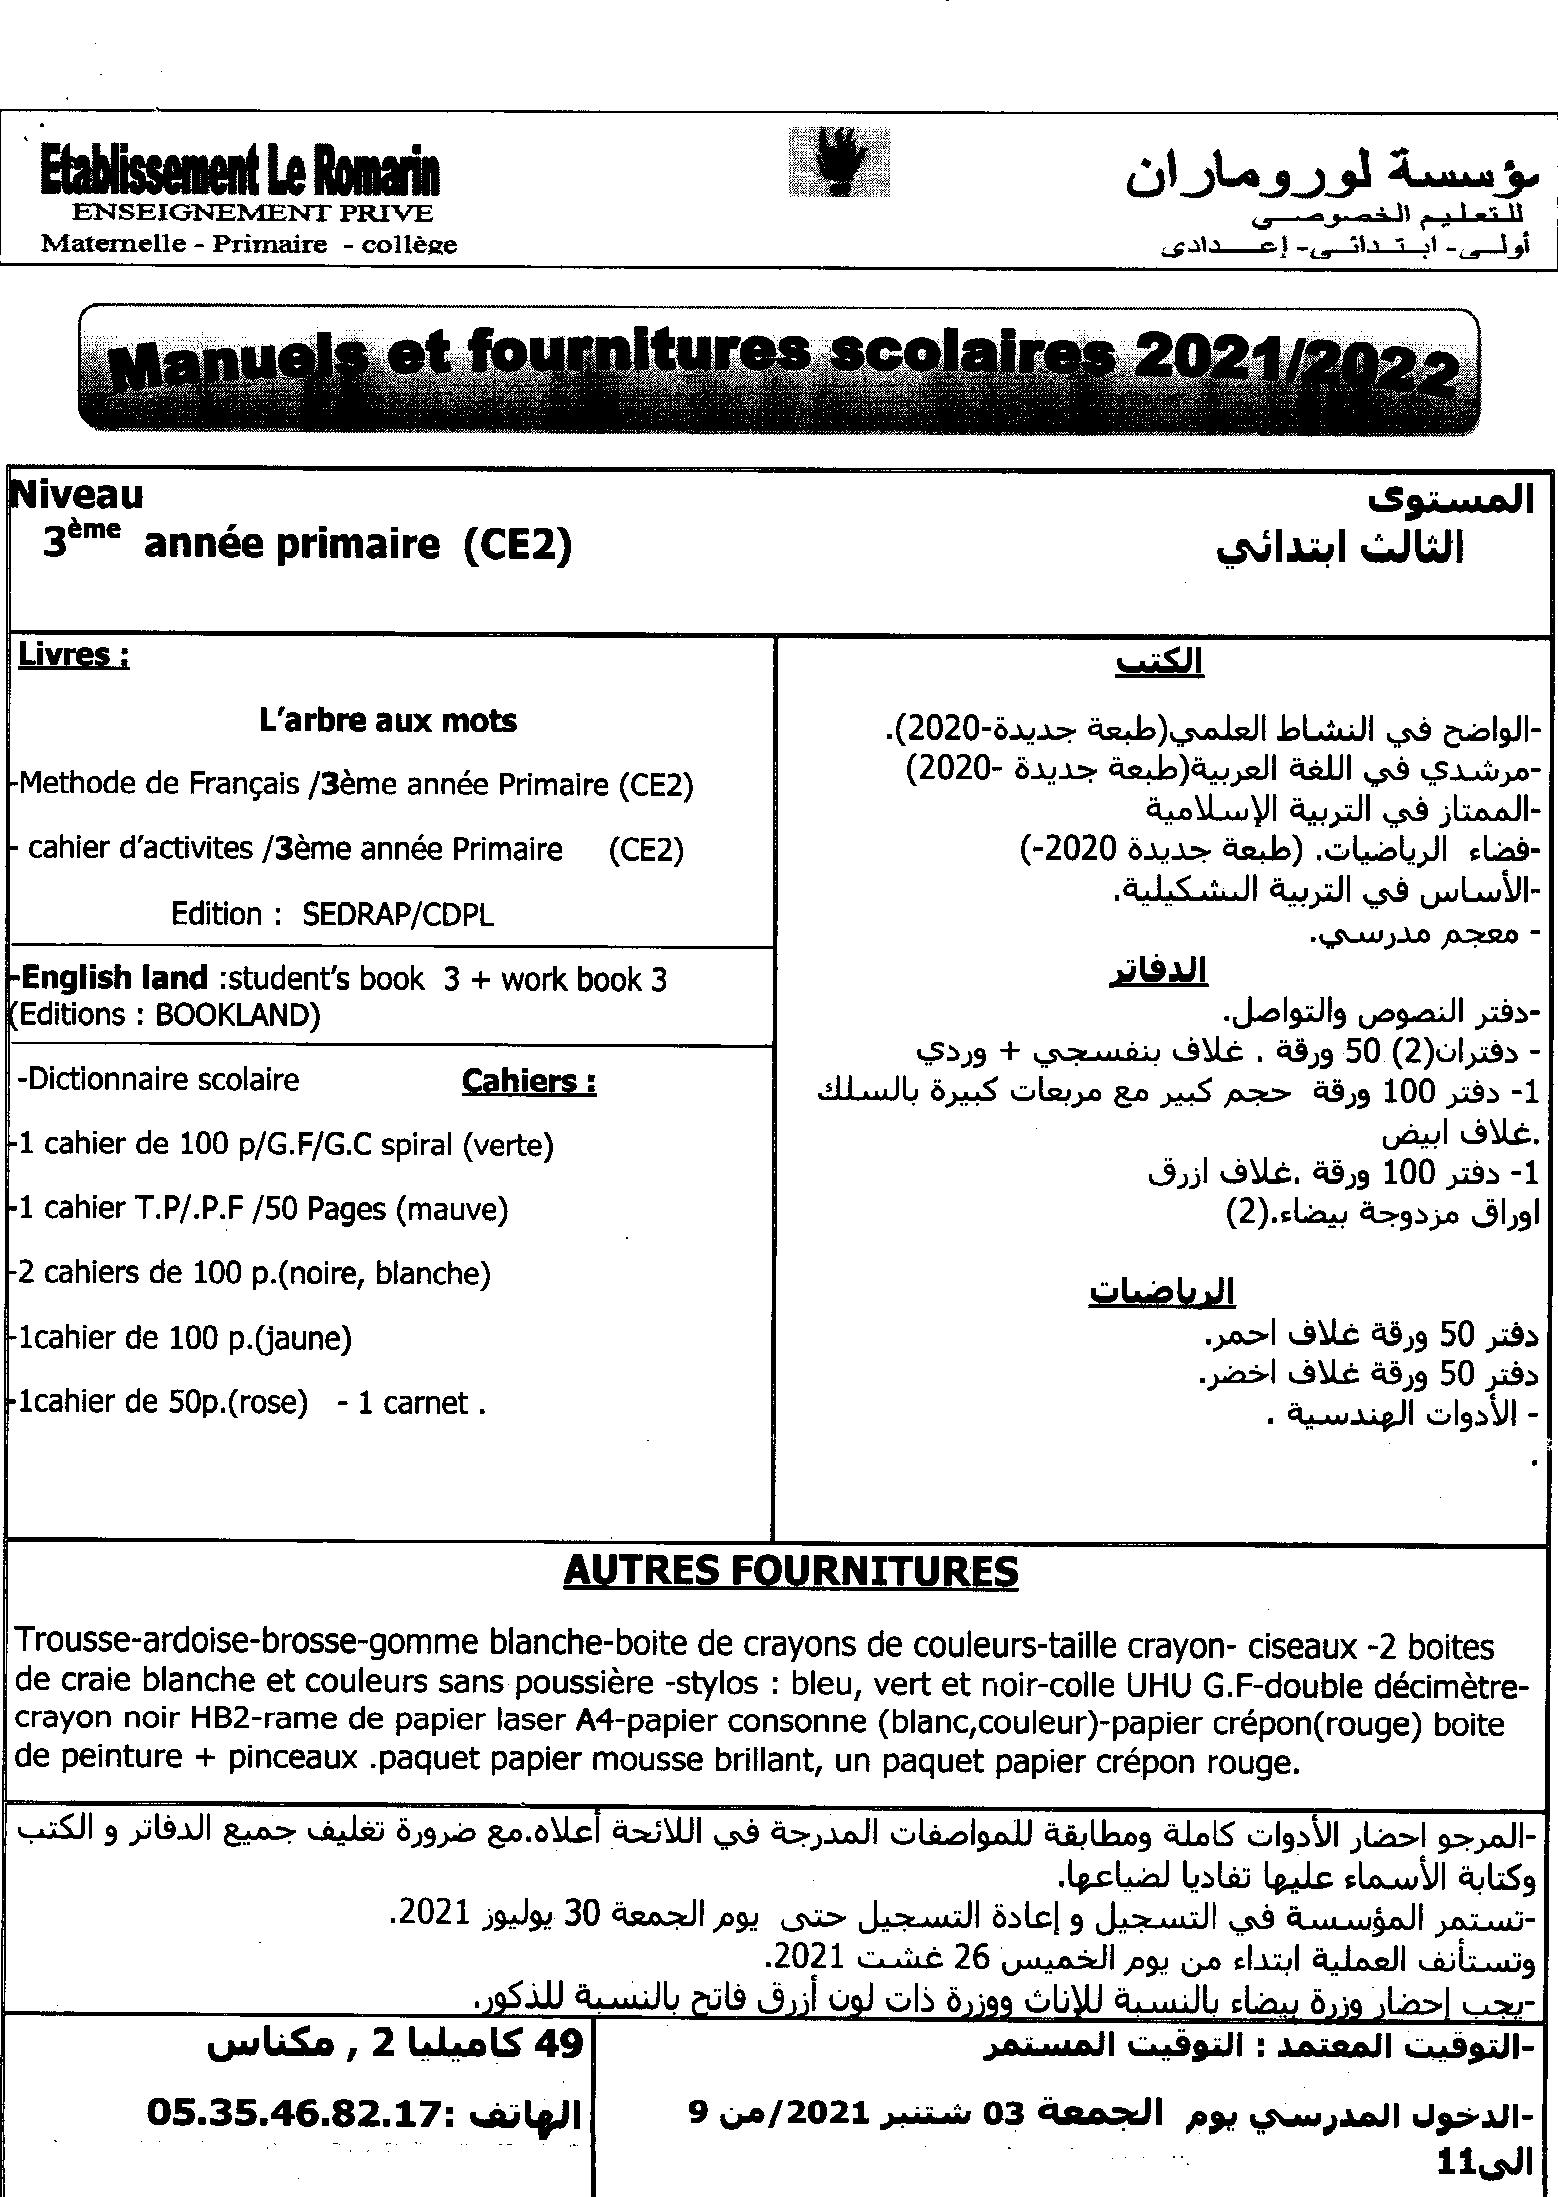 Etablissement Le Romarin
ENSEIGNEMENT PRIVE
Maternelle - Primaire - collège
مؤسسة لورومارن
للتعليم الخصوصي
أولي- ابتدائي- إعدادي
Manuels et fournitures scolaires 2021/2022
Niveau
3ème année primaire (CE2)
المستوى
الثالث ابتدائي
Livres :
L'arbre aux mots
-Methode de Français /3ème année Primaire (CE2)
- cahier d'activites /3ème année Primaire (CE2)
Edition : SEDRAP/CDPL
-English land :student's book 3 + work book 3
(Editions : BOOKLAND)
-Dictionnaire scolaire Cahiers :
-1 cahier de 100 p/G.F/G.C spiral (verte)
-1 cahier T.P/.P.F /50 Pages (mauve)
-2 cahiers de 100 p.(noire, blanche)
-1cahier de 100 p.(jaune)
-1cahier de 50p.(rose) - 1 carnet .
الكتب
-الواضح في النشاط العلمي(طبعة جديدة-2020).
-مرشدي في اللغة العربية(طبعة جديدة -2020)
-الممتاز في التربية الإسلامية
-فضاء الرياضيات. (طبعة جديدة 2020-)
-الأساس في التربية التشكيلية.
- معجم مدرسي.
الدفاتر
-دفتر النصوص والتواصل.
- دفتران(2) 50 ورقة . غلاف بنفسجي + وردي
1- دفتر 100 ورقة حجم كبير مع مربعات كبيرة بالسلك
.غلاف ابيض
1- دفتر 100 ورقة .غلاف ازرق
اوراق مزدوجة بيضاء.(2)
الرياضيات
دفتر 50 ورقة غلاف احمر.
دفتر 50 ورقة غلاف اخضر.
- الأدوات الهندسية .
.
AUTRES FOURNITURES
Trousse-ardoise-brosse-gomme blanche-boite de crayons de couleurs-taille crayon- ciseaux -2 boites
de craie blanche et couleurs sans poussière -stylos : bleu, vert et noir-colle UHU G.F-double décimètre-
crayon noir HB2-rame de papier laser A4-papier consonne (blanc,couleur)-papier crépon(rouge) boite
de peinture + pinceaux .paquet papier mousse brillant, un paquet papier crépon rouge.
-المرجو إحضار الأدوات كاملة ومطابقة للمواصفات المدرجة في اللائحة أعلاه.مع ضرورة تغليف جميع الدفاتر و الكتب
وكتابة الأسماء عليها تفاديا لضياعها.
-تستمر المؤسسة في التسجيل و إعادة التسجيل حتى يوم الجمعة 30 يوليوز 2021.
وتستأنف العملية ابتداء من يوم الخميس 26 غشت 2021.
-يجب إحضار وزرة بيضاء بالنسبة للإناث ووزرة ذات لون أزرق فاتح بالنسبة للذكور.
-التوقيت المعتمد : التوقيت المستمر
-الدخول المدرسي يوم الجمعة 03 شتنبر 2021/من 9
الى11
49 كاميليا 2 , مكناس
الهاتف :05.35.46.82.17